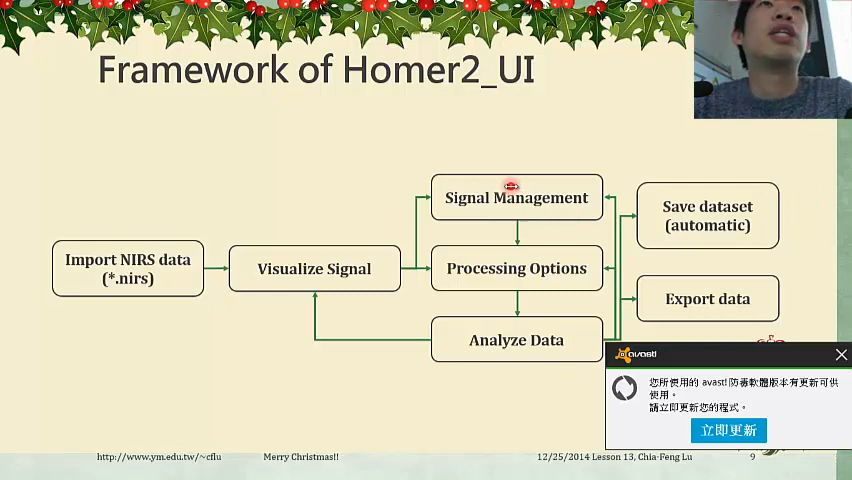 Framework of Homer2_UI
Signal Management
Save dataset
(automatic)
Import NIRS data
(*.nirs)
Visualize Signal
Processing Options
Export data
Analyze Data
avast!
您所使用的 avast! 防毒軟體版本有更新可供
使用。
請立即更新您的程式。
立即更新
http://www.ym.edu.tw/~cflu
Merry Christmas!!
12/25/2014 Lesson 13, Chia-Feng Lu
9